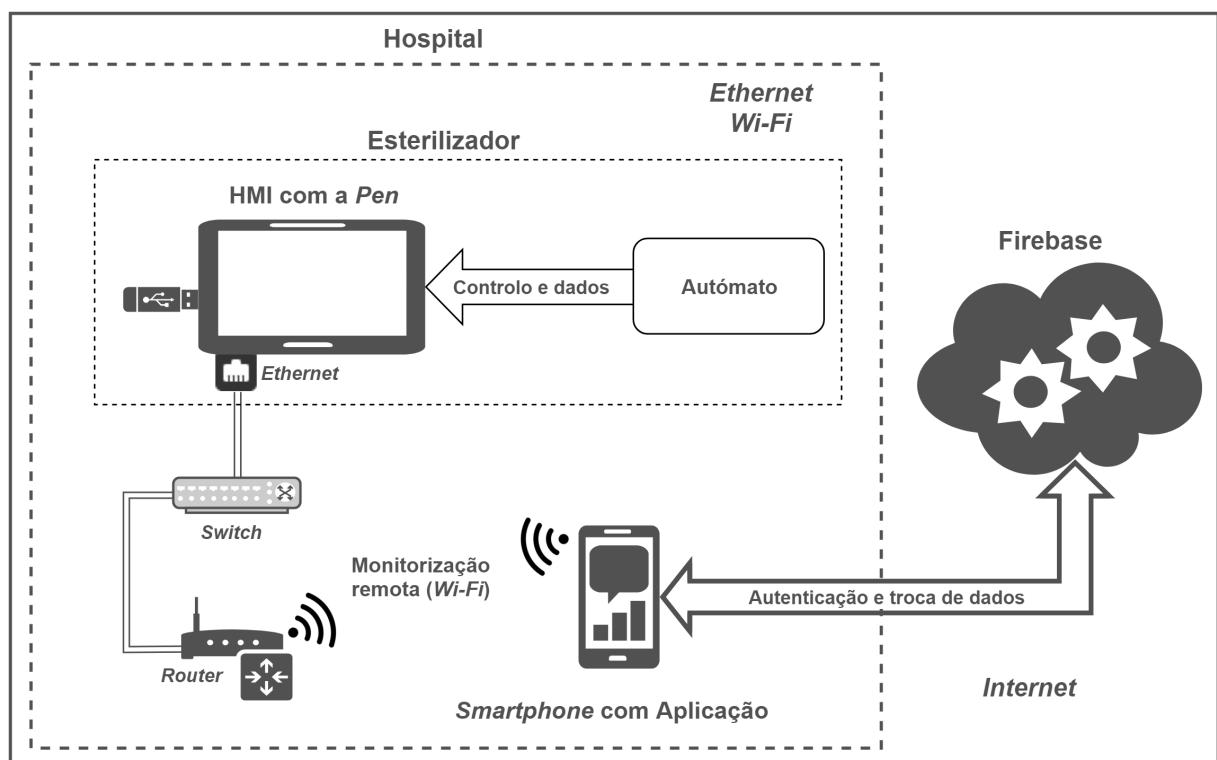 Hospital
Ethernet
Wi-Fi
Esterilizador
HMI com a Pen
Controlo e dados
Autómato
Firebase
Ethernet
Switch
Monitorização
remota (Wi-Fi)
Autenticação e troca de dados
Router
Smartphone com Aplicação
Internet